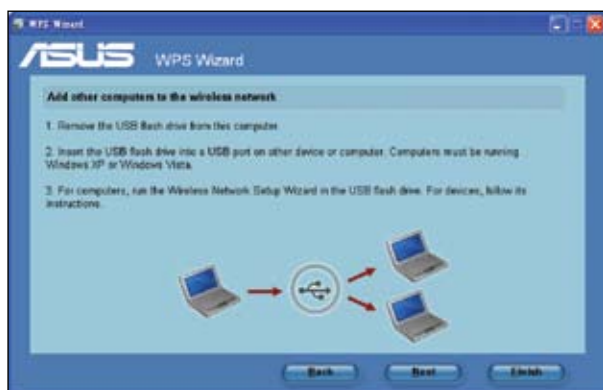 WPS Wizard
ASUS WPS Wizard
Add other computers to the wireless network
1. Remove the USB flash drive from this computer
2. Insert the USB flash drive into a USB port on other device or computer. Computers must be running
Windows XP or Windows Vista.
3. For computers, run the Wireless Network Setup Wizard in the USB flash drive. For devices, follow its
instructions.
Back Next Finish